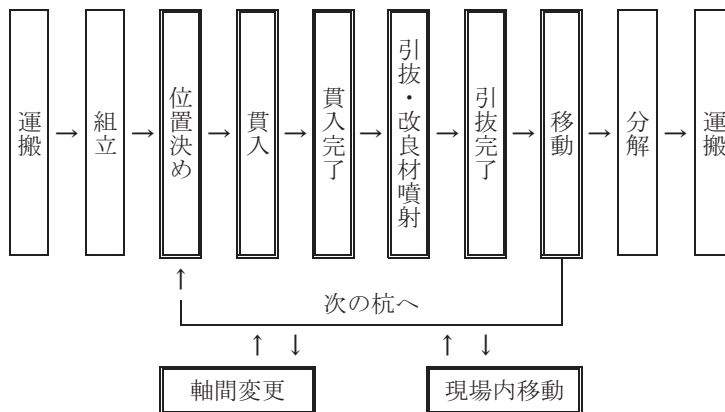 運搬
→
組立
→
位置決め
→
貫入
→
貫入完了
→
引抜・改良材噴射
→
引抜完了
→
移動
→
分解
→
運搬
↑
次の杭へ
↑ ↓
↑ ↓
軸間変更
現場内移動